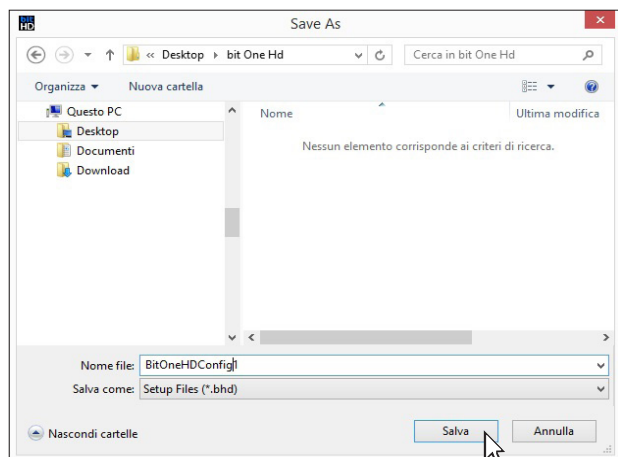 bit HD
Save As
« Desktop › bit One Hd
Cerca in bit One Hd
Organizza
Nuova cartella
Questo PC
Desktop
Documenti
Download
Nome
Ultima modifica
Nessun elemento corrisponde ai criteri di ricerca.
Nome file: BitOneHDConfig1
Salva come: Setup Files (*.bhd)
Nascondi cartelle
Salva
Annulla